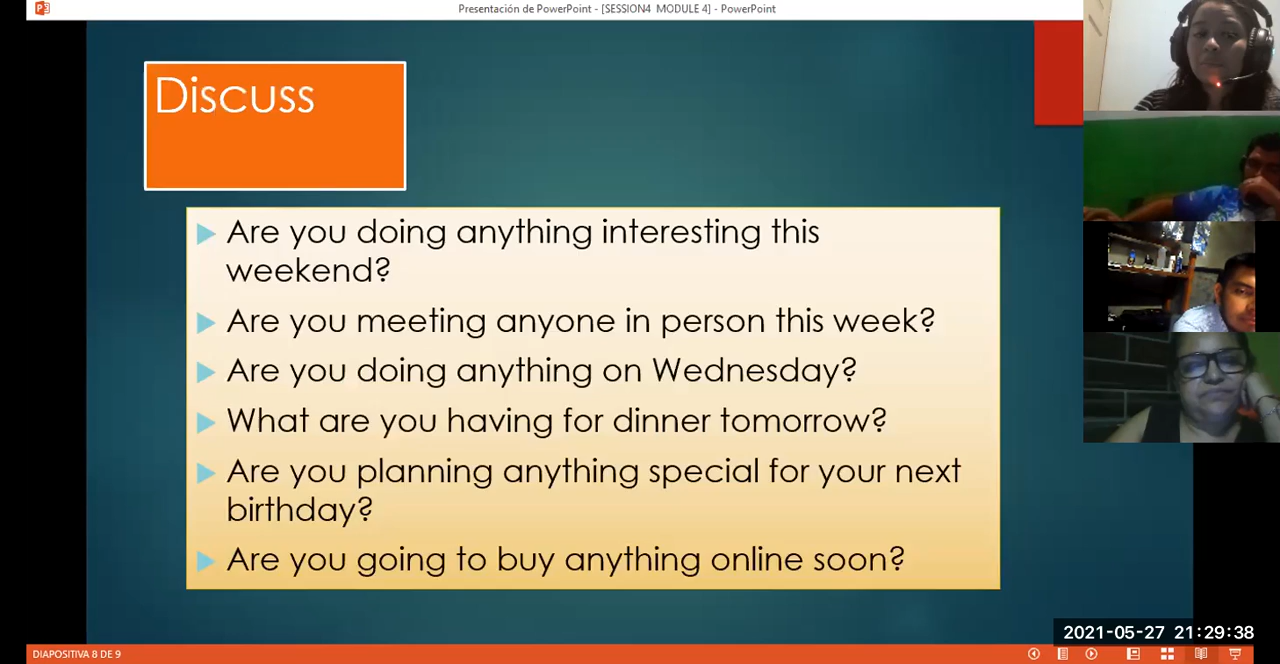 Presentación de PowerPoint - [SESSION4 MODULE 4] - PowerPoint
Discuss
Are you doing anything interesting this
weekend?
Are you meeting anyone in person this week?
Are you doing anything on Wednesday?
What are you having for dinner tomorrow?
Are you planning anything special for your next
birthday?
Are you going to buy anything online soon?
2021-05-27 21:29:38
DIAPOSITIVA 8 DE 9